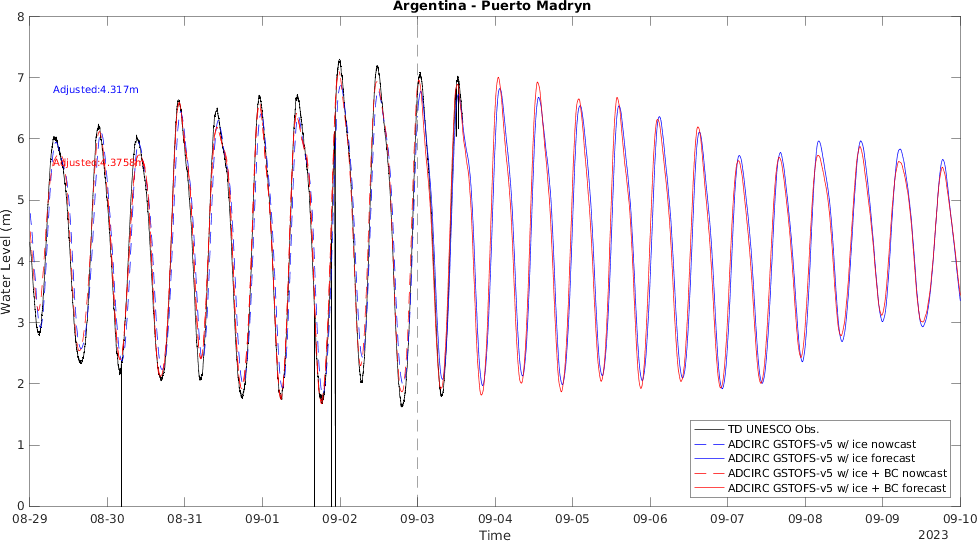 Argentina - Puerto Madryn
8
7
6
5
4
3
2
1
0
Water Level (m)
Adjusted:4.317m
Adjusted:4.3758m
TD UNESCO Obs.
ADCIRC GSTOFS-v5 w/ ice nowcast
ADCIRC GSTOFS-v5 w/ ice forecast
ADCIRC GSTOFS-v5 w/ ice + BC nowcast
ADCIRC GSTOFS-v5 w/ ice + BC forecast
08-29 08-30 08-31 09-01 09-02 09-03 09-04 09-05 09-06 09-07 09-08 09-09 09-10
Time
2023